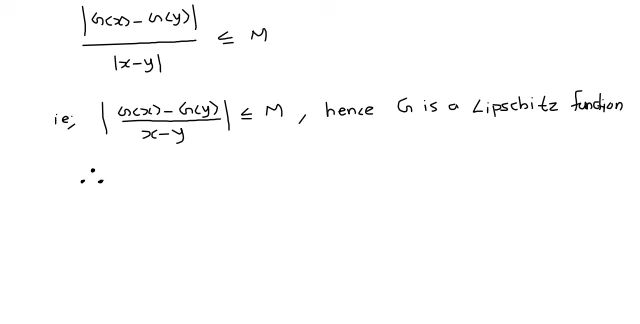 |G(x) - G(y)| / |x-y| ≤ M
ie; | G(x) - G(y) / x-y | ≤ M , hence G is a Lipschitz function
∴